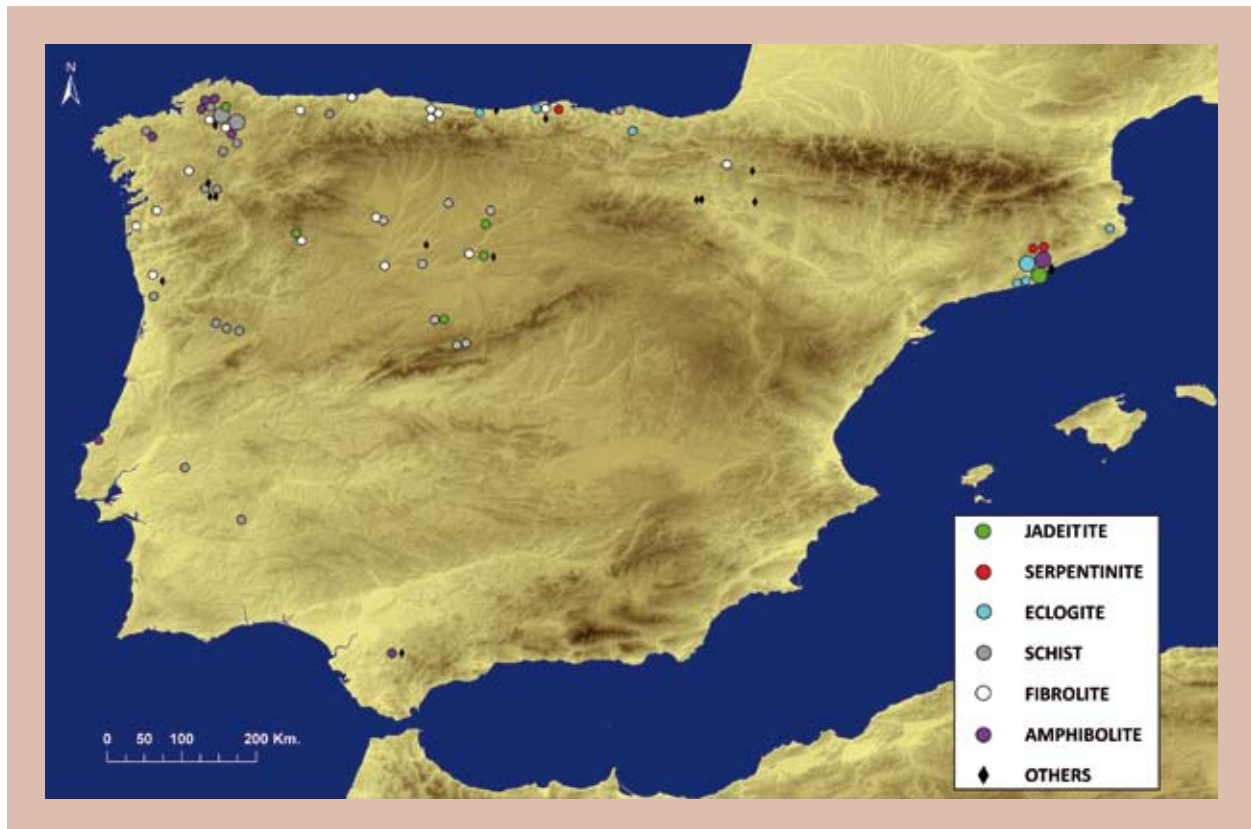 N
JADEITITE
SERPENTINITE
ECLOGITE
SCHIST
FIBROLITE
AMPHIBOLITE
OTHERS
0 50 100 200 Km.